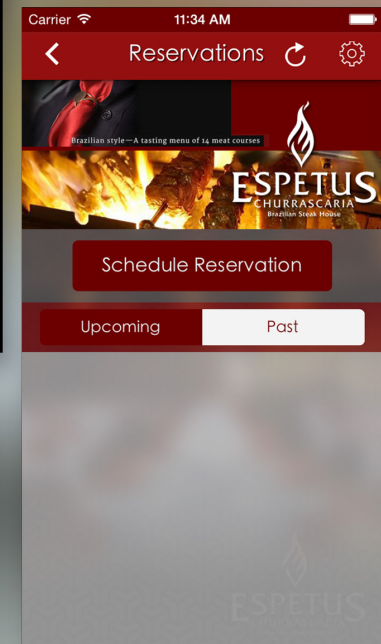 Carrier 11:34 AM
Reservations
Brazilian style—A tasting menu of 14 meat courses
ESPETUS
CHURRASCARIA
Brazilian Steak House
Schedule Reservation
Upcoming Past
ESPETUS
CHURRASCARIA